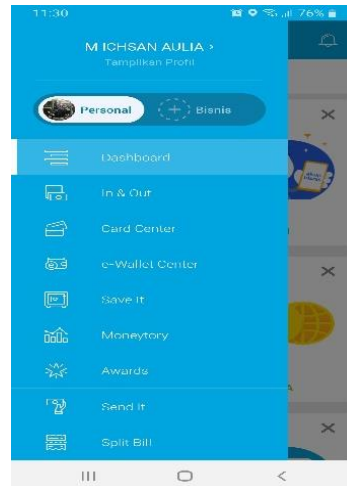 11:30
76%
M ICHSAN AULIA >
Tampilkan Profil
Personal
Bisnis
Dashboard
In & Out
Card Center
e-Wallet Center
Save It
Moneytory
Awards
Send It
Split Bill